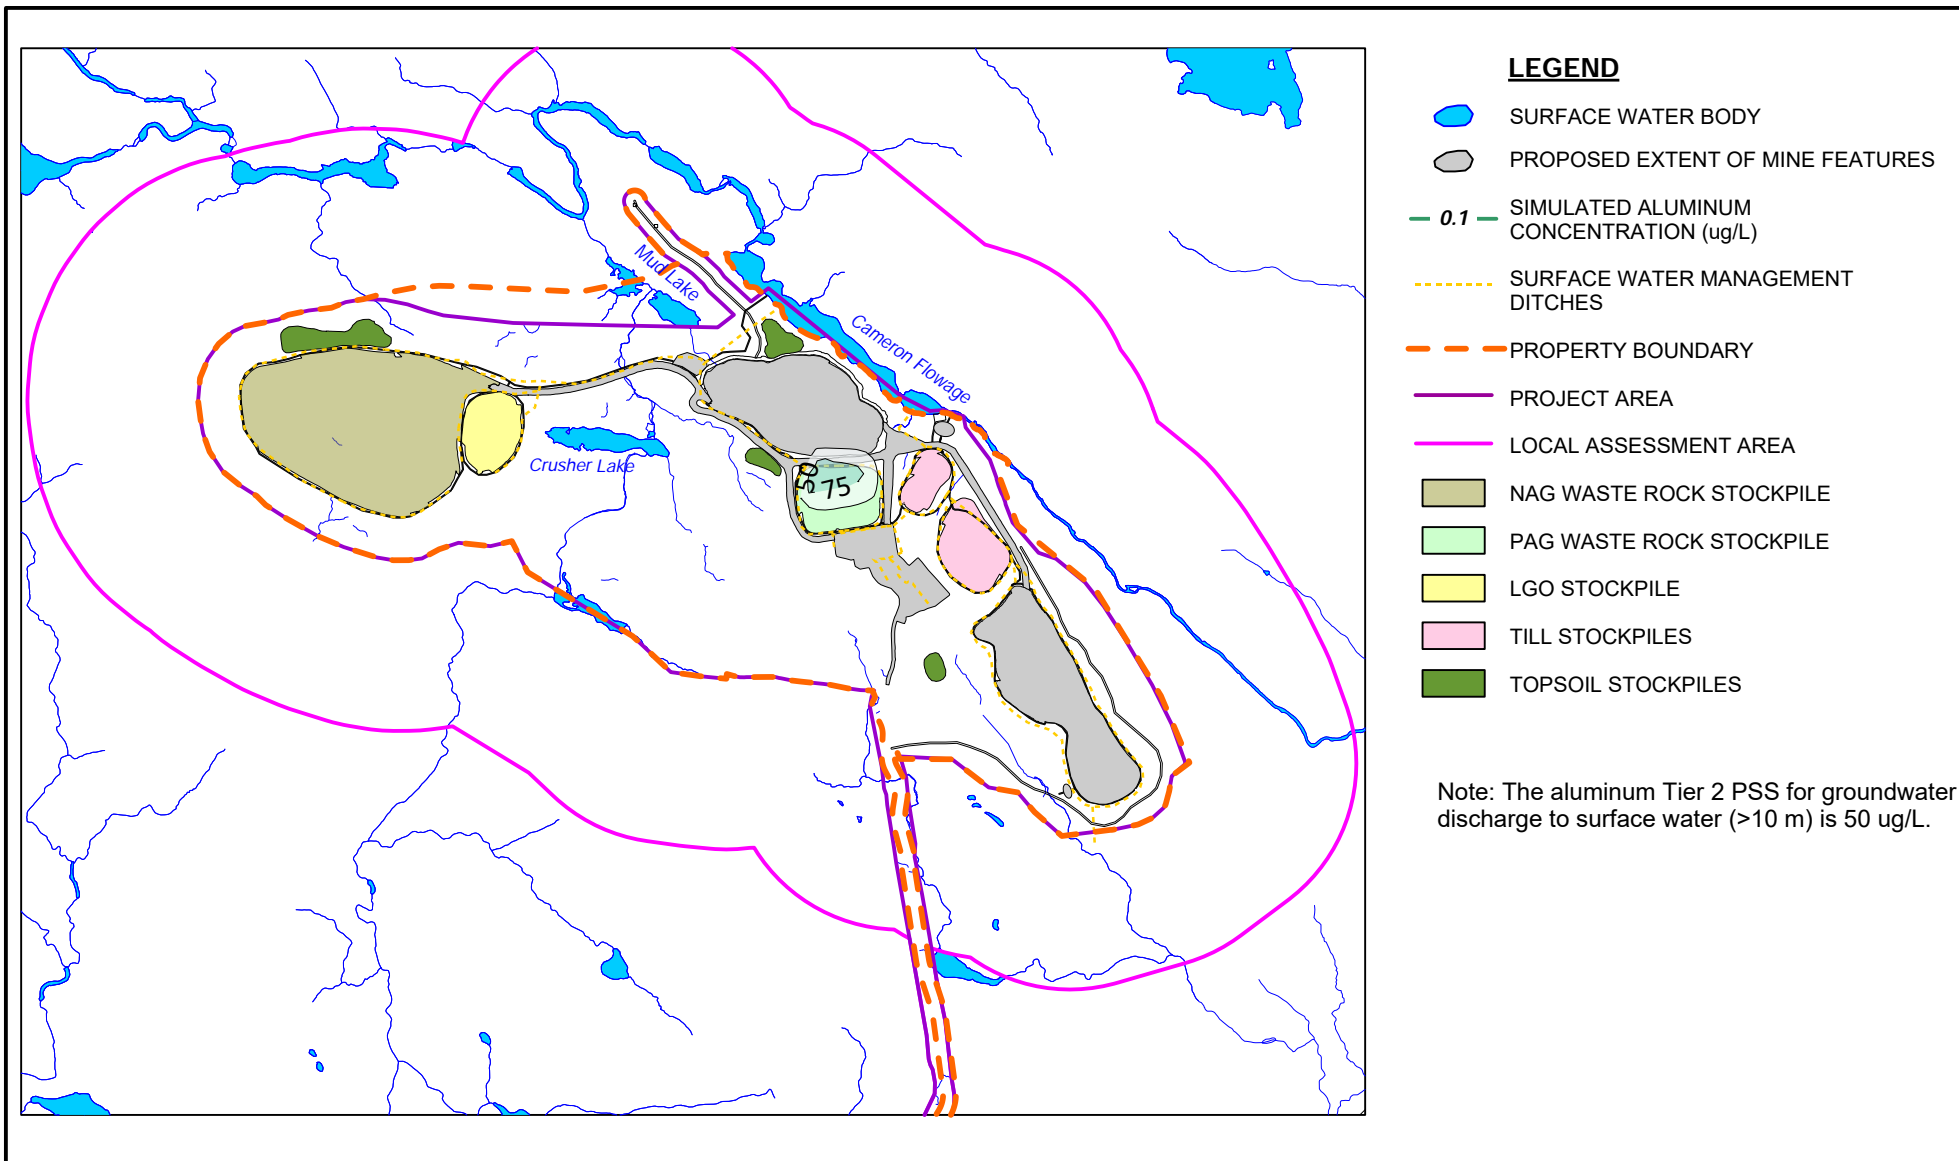 LEGEND
SURFACE WATER BODY
PROPOSED EXTENT OF MINE FEATURES
0.1
SIMULATED ALUMINUM
CONCENTRATION (ug/L)
SURFACE WATER MANAGEMENT
DITCHES
PROPERTY BOUNDARY
PROJECT AREA
LOCAL ASSESSMENT AREA
NAG WASTE ROCK STOCKPILE
PAG WASTE ROCK STOCKPILE
LGO STOCKPILE
TILL STOCKPILES
TOPSOIL STOCKPILES
Note: The aluminum Tier 2 PSS for groundwater
discharge to surface water (>10 m) is 50 ug/L.
Mud Lake
Cameron Flowage
Crusher Lake
50
75